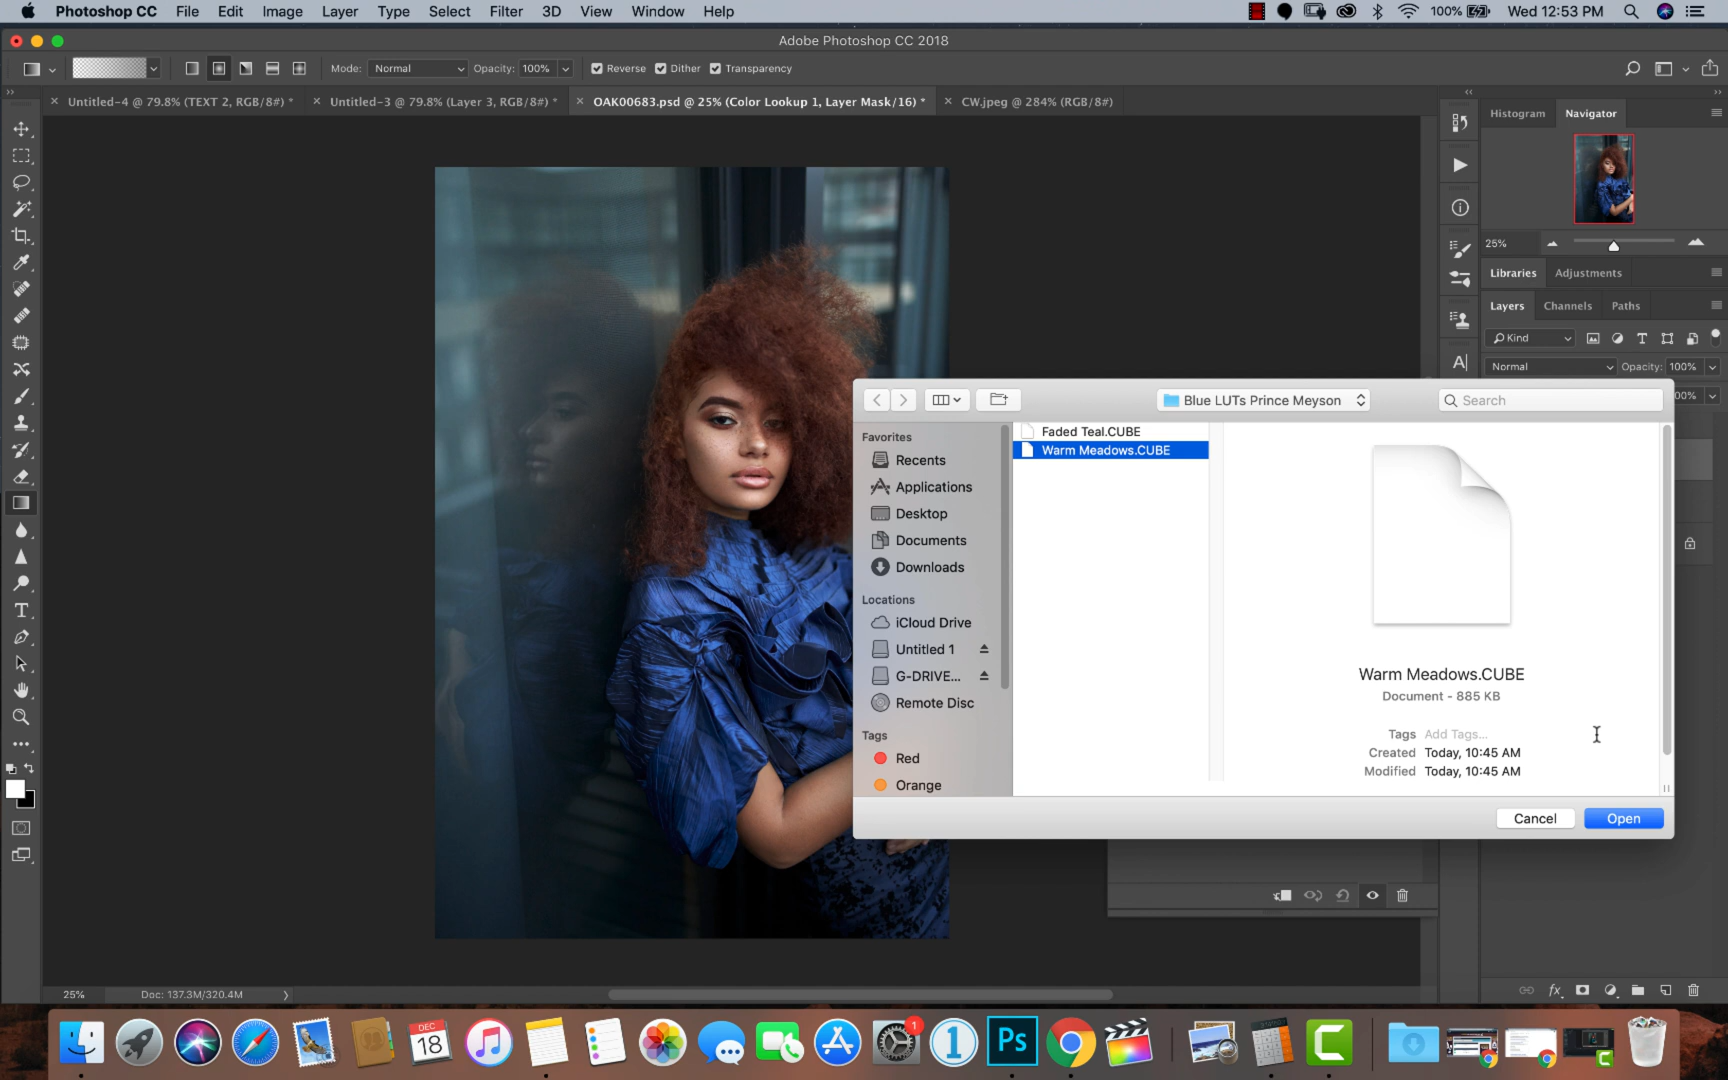 Photoshop CC File Edit Image Layer Type Select Filter 3D View Window Help 100% Wed 12:53 PM
Adobe Photoshop CC 2018
Mode: Normal Opacity: 100% Reverse Dither Transparency
Untitled-4 @ 79.8% (TEXT 2, RGB/8#) * Untitled-3 @ 79.8% (Layer 3, RGB/8#) * OAK00683.psd @ 25% (Color Lookup 1, Layer Mask/16) * CW.jpeg @ 284% (RGB/8#)
Histogram Navigator
25%
Libraries Adjustments
Layers Channels Paths
Kind
Normal Opacity: 100%
Blue LUTs Prince Meyson Search
Favorites
Recents
Applications
Desktop
Documents
Downloads
Locations
iCloud Drive
Untitled 1
G-DRIVE...
Remote Disc
Tags
Red
Orange
Faded Teal.CUBE
Warm Meadows.CUBE
Warm Meadows.CUBE
Document - 885 KB
Tags Add Tags...
Created Today, 10:45 AM
Modified Today, 10:45 AM
Cancel Open
25% Doc: 137.3M/320.4M
DEC
18
1
1
Ps